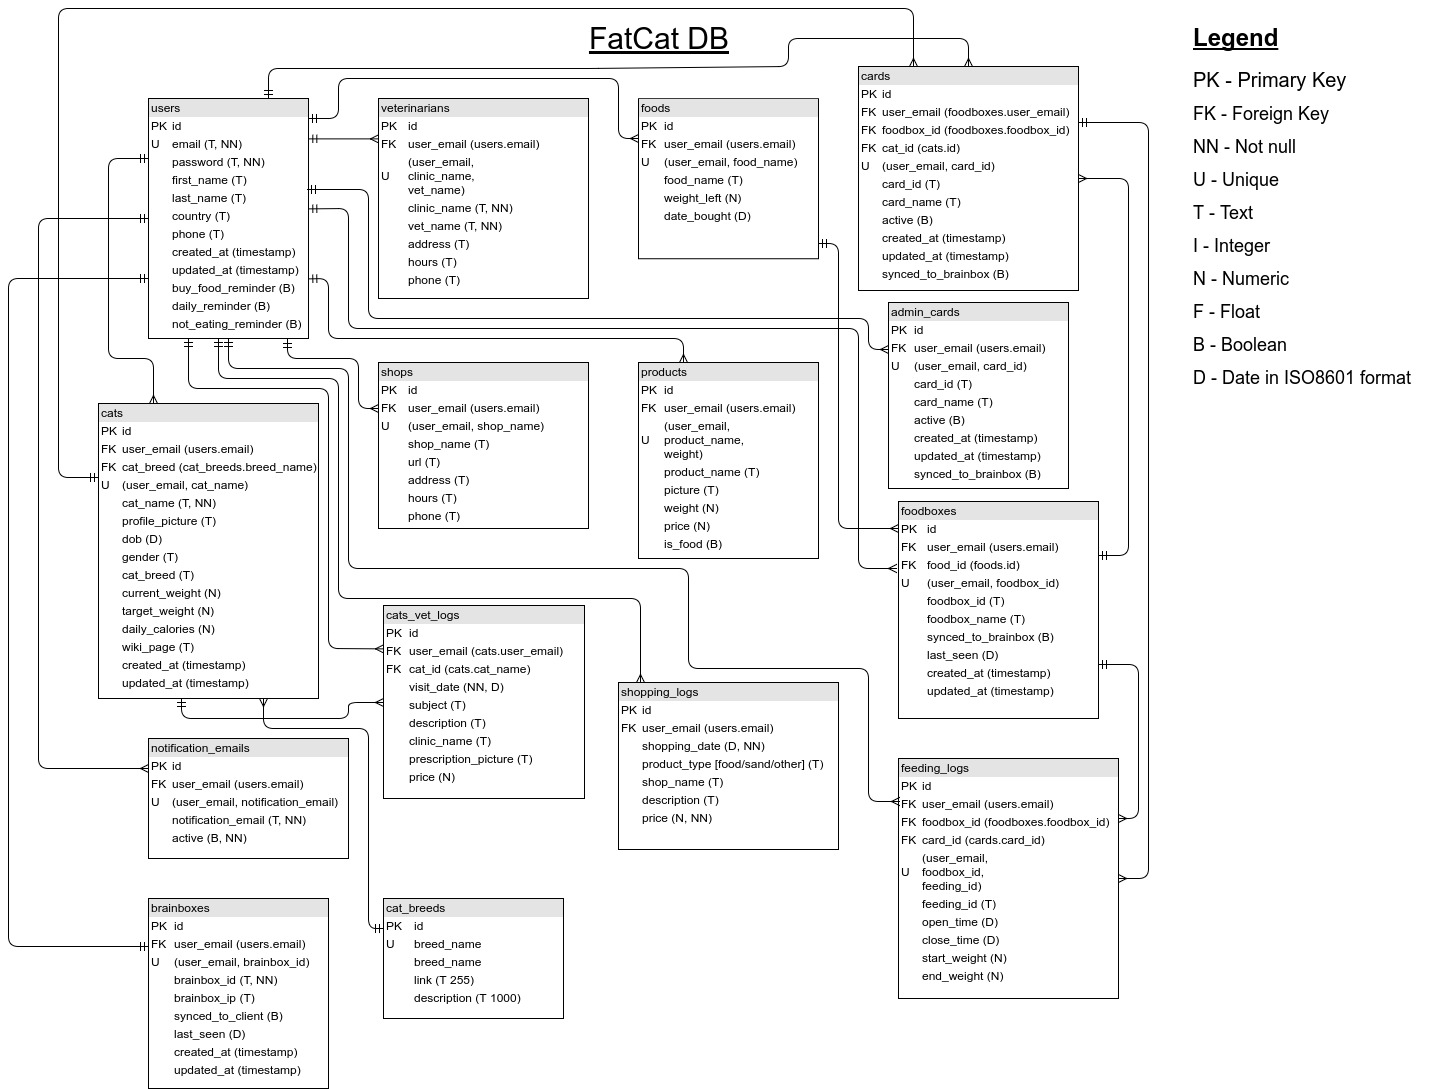 FatCat DB
Legend
PK - Primary Key
FK - Foreign Key
NN - Not null
U - Unique
T - Text
I - Integer
N - Numeric
F - Float
B - Boolean
D - Date in ISO8601 format
users
PK id
U email (T, NN)
password (T, NN)
first_name (T)
last_name (T)
country (T)
phone (T)
created_at (timestamp)
updated_at (timestamp)
buy_food_reminder (B)
daily_reminder (B)
not_eating_reminder (B)
veterinarians
PK id
FK user_email (users.email)
(user_email,
U clinic_name,
vet_name)
clinic_name (T, NN)
vet_name (T, NN)
address (T)
hours (T)
phone (T)
foods
PK id
FK user_email (users.email)
U (user_email, food_name)
food_name (T)
weight_left (N)
date_bought (D)
cards
PK id
FK user_email (foodboxes.user_email)
FK foodbox_id (foodboxes.foodbox_id)
FK cat_id (cats.id)
U (user_email, card_id)
card_id (T)
card_name (T)
active (B)
created_at (timestamp)
updated_at (timestamp)
synced_to_brainbox (B)
admin_cards
PK id
FK user_email (users.email)
U (user_email, card_id)
card_id (T)
card_name (T)
active (B)
created_at (timestamp)
updated_at (timestamp)
synced_to_brainbox (B)
shops
PK id
FK user_email (users.email)
U (user_email, shop_name)
shop_name (T)
url (T)
address (T)
hours (T)
phone (T)
products
PK id
FK user_email (users.email)
(user_email,
U product_name,
weight)
product_name (T)
picture (T)
weight (N)
price (N)
is_food (B)
cats
PK id
FK user_email (users.email)
FK cat_breed (cat_breeds.breed_name)
U (user_email, cat_name)
cat_name (T, NN)
profile_picture (T)
dob (D)
gender (T)
cat_breed (T)
current_weight (N)
target_weight (N)
daily_calories (N)
wiki_page (T)
created_at (timestamp)
updated_at (timestamp)
foodboxes
PK id
FK user_email (users.email)
FK food_id (foods.id)
U (user_email, foodbox_id)
foodbox_id (T)
foodbox_name (T)
synced_to_brainbox (B)
last_seen (D)
created_at (timestamp)
updated_at (timestamp)
cats_vet_logs
PK id
FK user_email (cats.user_email)
FK cat_id (cats.cat_name)
visit_date (NN, D)
subject (T)
description (T)
clinic_name (T)
prescription_picture (T)
price (N)
shopping_logs
PK id
FK user_email (users.email)
shopping_date (D, NN)
product_type [food/sand/other] (T)
shop_name (T)
description (T)
price (N, NN)
notification_emails
PK id
FK user_email (users.email)
U (user_email, notification_email)
notification_email (T, NN)
active (B, NN)
feeding_logs
PK id
FK user_email (users.email)
FK foodbox_id (foodboxes.foodbox_id)
FK card_id (cards.card_id)
(user_email,
U foodbox_id,
feeding_id)
feeding_id (T)
open_time (D)
close_time (D)
start_weight (N)
end_weight (N)
brainboxes
PK id
FK user_email (users.email)
U (user_email, brainbox_id)
brainbox_id (T, NN)
brainbox_ip (T)
synced_to_client (B)
last_seen (D)
created_at (timestamp)
updated_at (timestamp)
cat_breeds
PK id
U breed_name
breed_name
link (T 255)
description (T 1000)